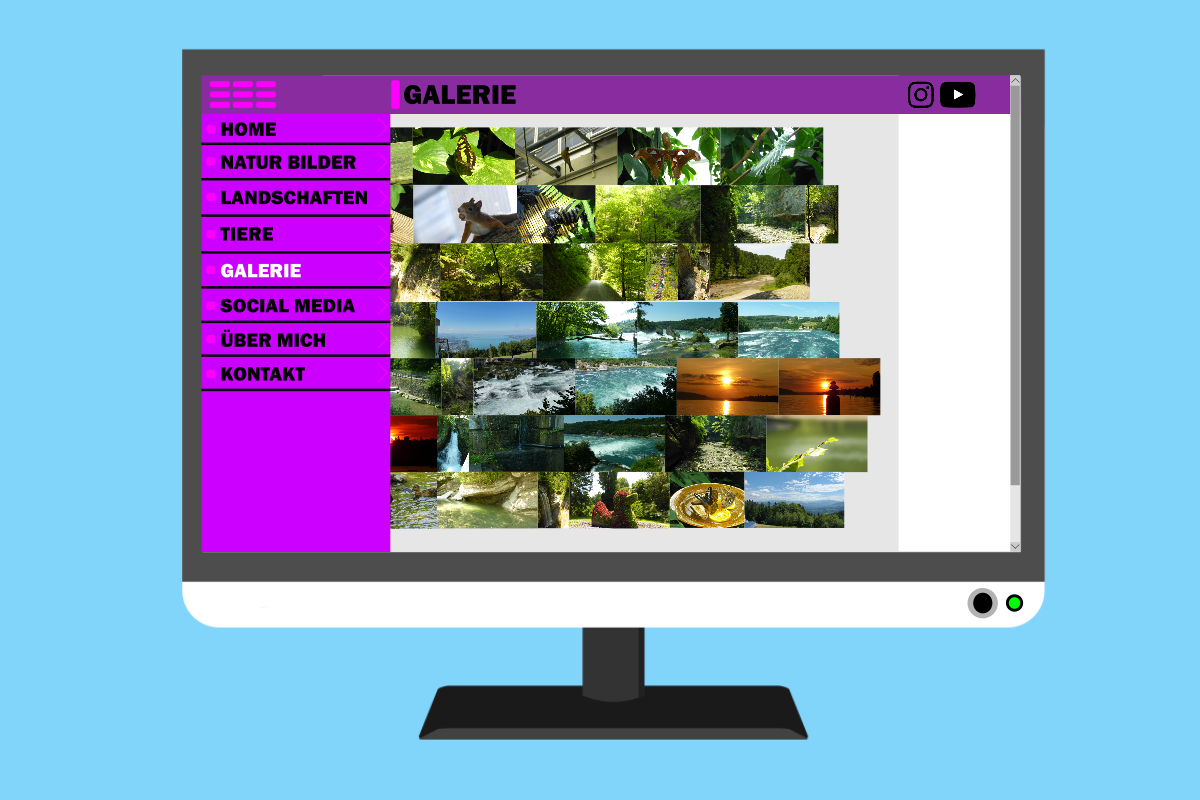 GALERIE
HOME
NATUR BILDER
LANDSCHAFTEN
TIERE
GALERIE
SOCIAL MEDIA
ÜBER MICH
KONTAKT